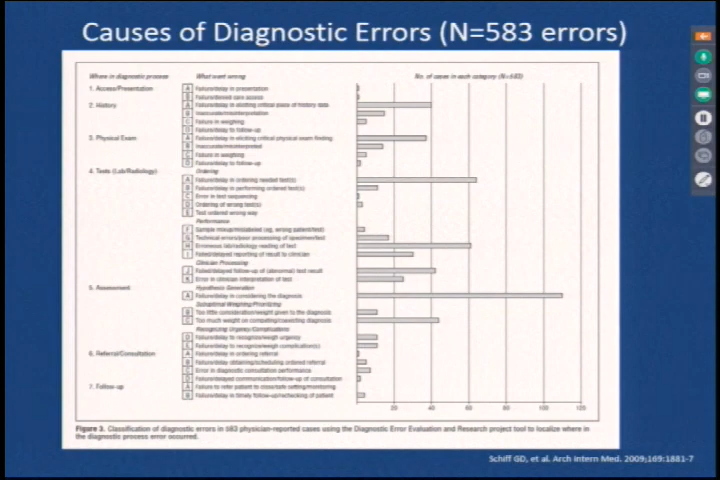 Causes of Diagnostic Errors (N=583 errors)
Where in diagnostic process What went wrong No. of cases in each category (N=583)
1. Access/Presentation A Failure/delay in presentation
B Failure/denied care access
2. History A Failure/delay in eliciting critical piece of history data
B Inaccurate/misinterpretation
C Failure in weighing
D Failure/delay to follow-up
3. Physical Exam A Failure/delay in eliciting critical physical exam finding
B Inaccurate/misinterpreted
C Failure in weighing
D Failure/delay to follow-up
4. Tests (Lab/Radiology) Ordering
A Failure/delay in ordering needed test(s)
B Failure/delay in performing ordered test(s)
C Error in test sequencing
D Ordering of wrong test(s)
E Test ordered wrong way
Performance
F Sample mixup/mislabeled (eg, wrong patient/test)
G Technical errors/poor processing of specimen/test
H Erroneous lab/radiology reading of test
I Failed/delayed reporting of result to clinician
Clinician Processing
J Failed/delayed follow-up of (abnormal) test result
K Error in clinician interpretation of test
5. Assessment Hypothesis Generation
A Failure/delay in considering the diagnosis
Suboptimal Weighing/Prioritizing
B Too little consideration/weight given to the diagnosis
C Too much weight on competing/coexisting diagnosis
Recognizing Urgency/Complications
D Failure/delay to recognize/weigh urgency
E Failure/delay to recognize/weigh complication(s)
6. Referral/Consultation A Failure/delay in ordering referral
B Failure/delay obtaining/scheduling ordered referral
C Error in diagnostic consultation performance
D Failure/delayed communication/follow-up of consultation
7. Follow-up A Failure to refer patient to close/safe setting/monitoring
B Failure/delay in timely follow-up/rechecking of patient
20 40 60 80 100 120
Figure 3. Classification of diagnostic errors in 583 physician-reported cases using the Diagnostic Error Evaluation and Research project tool to localize where in
the diagnostic process error occurred.
Schiff GD, et al. Arch Intern Med. 2009;169:1881-7